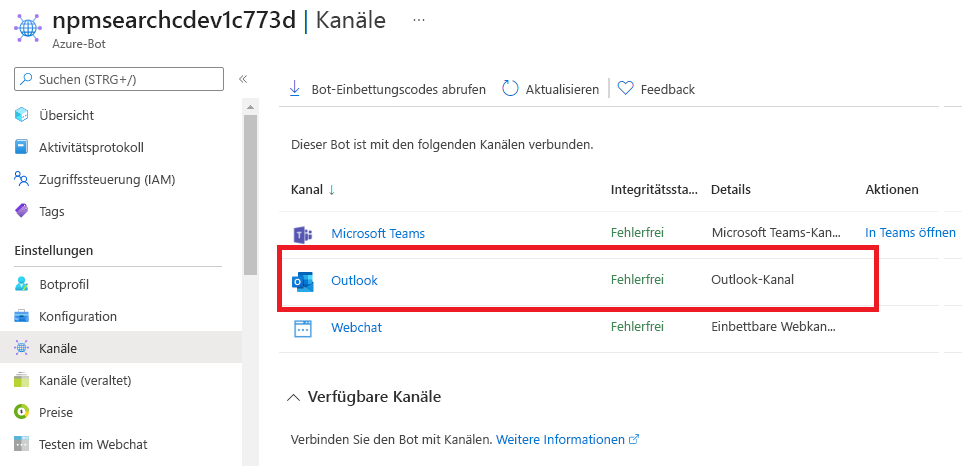 npmsearchcdev1c773d | Kanäle ...
Azure-Bot
Suchen (STRG+/)
«
Übersicht
Aktivitätsprotokoll
Zugriffssteuerung (IAM)
Tags
Einstellungen
Botprofil
Konfiguration
Kanäle
Kanäle (veraltet)
Preise
Testen im Webchat
Bot-Einbettungscodes abrufen Aktualisieren Feedback
Dieser Bot ist mit den folgenden Kanälen verbunden.
Kanal ↓ Integritätssta... Details Aktionen
Microsoft Teams Fehlerfrei Microsoft Teams-Kan... In Teams öffnen
Outlook Fehlerfrei Outlook-Kanal
Webchat Fehlerfrei Einbettbare Webkan...
Verfügbare Kanäle
Verbinden Sie den Bot mit Kanälen. Weitere Informationen